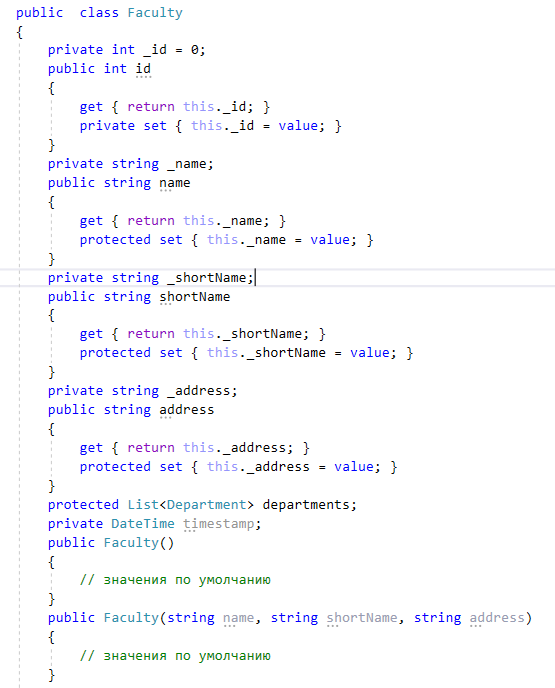 public  class Faculty
{
    private int _id = 0;
    public int id
    {
        get { return this._id; }
        private set { this._id = value; }
    }
    private string _name;
    public string name
    {
        get { return this._name; }
        protected set { this._name = value; }
    }
    private string _shortName;
    public string shortName
    {
        get { return this._shortName; }
        protected set { this._shortName = value; }
    }
    private string _address;
    public string address
    {
        get { return this._address; }
        protected set { this._address = value; }
    }
    protected List<Department> departments;
    private DateTime timestamp;
    public Faculty()
    {
        // значения по умолчанию
    }
    public Faculty(string name, string shortName, string address)
    {
        // значения по умолчанию
    }